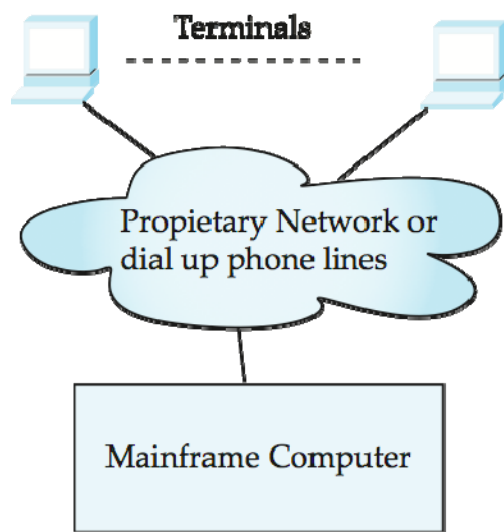 Terminals
Propietary Network or
dial up phone lines
Mainframe Computer